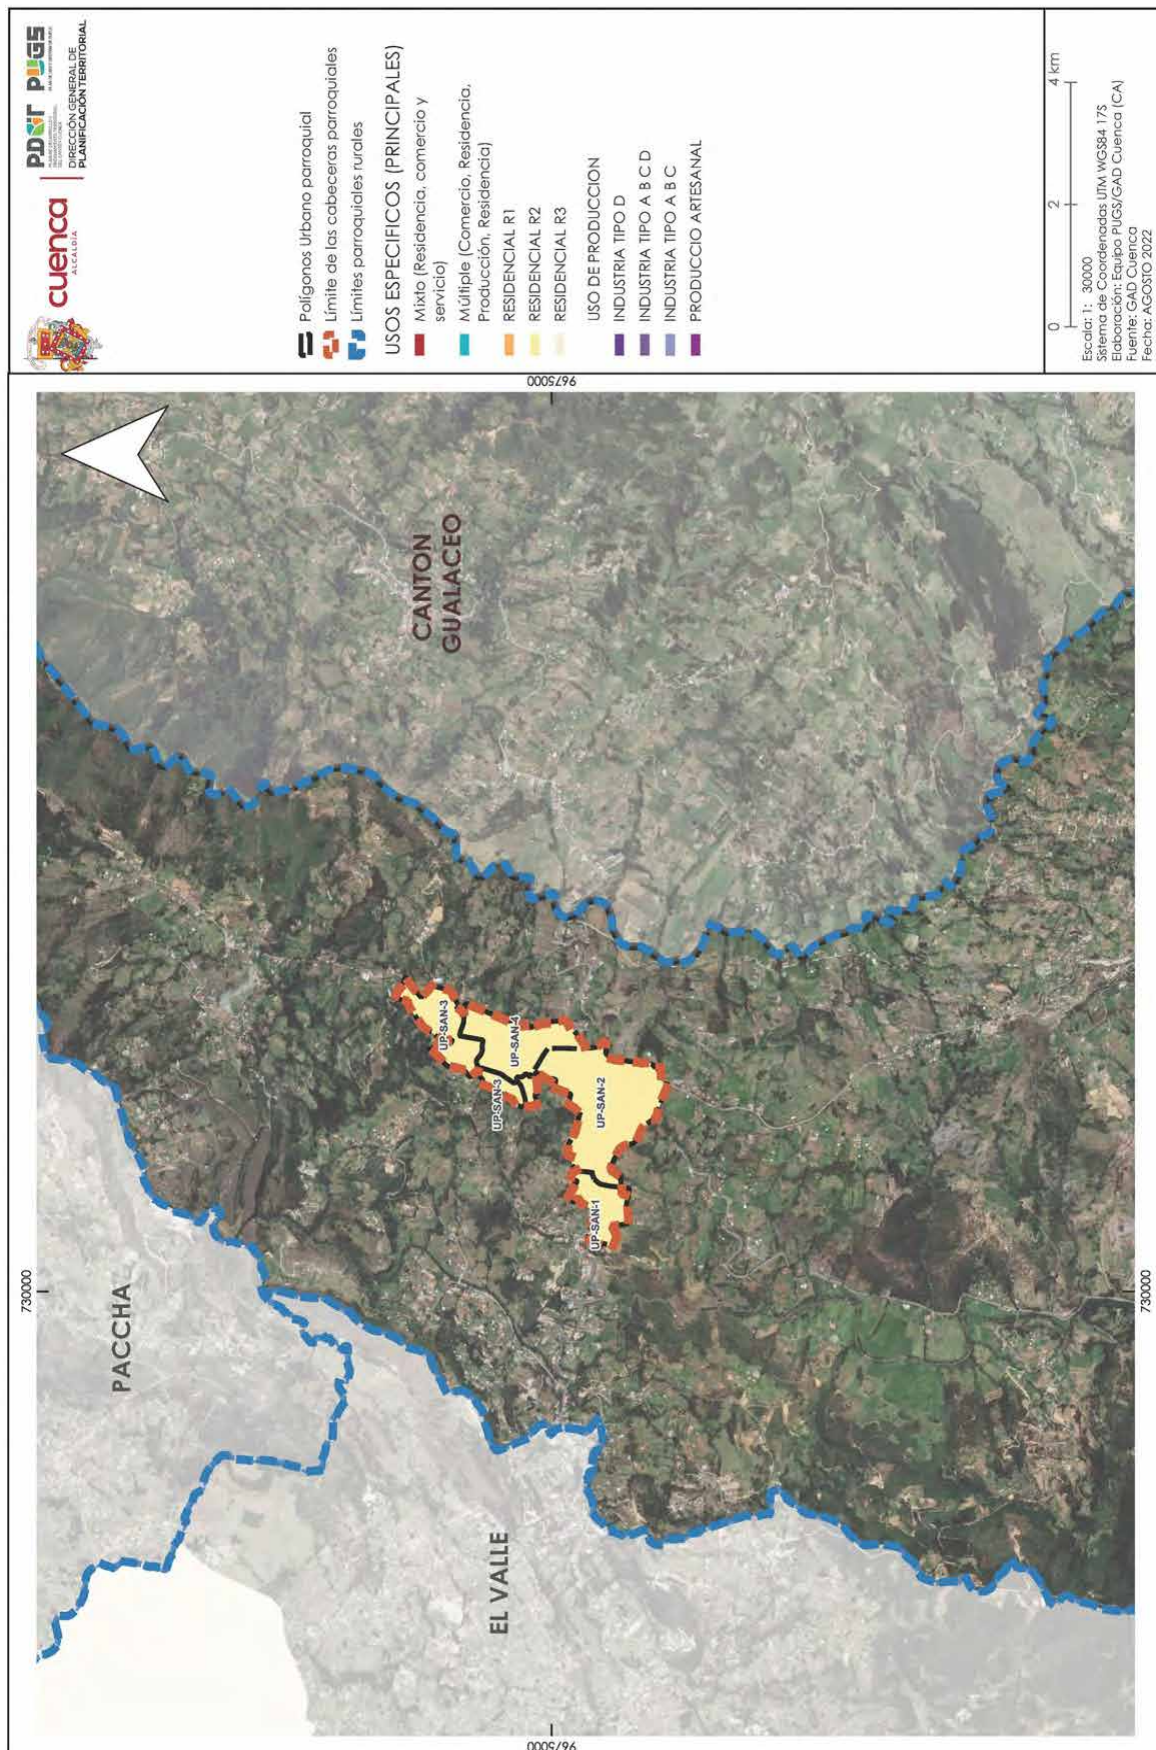 cuenca
ALCALDÍA
PDOT PUGS
DIRECCIÓN GENERAL DE
PLANIFICACIÓN TERRITORIAL
Polígonos Urbano parroquial
Límite de las cabeceras parroquiales
Límites parroquiales rurales
USOS ESPECIFICOS (PRINCIPALES)
Mixto (Residencia, comercio y
servicio)
Múltiple (Comercio, Residencia,
Producción, Residencia)
RESIDENCIAL R1
RESIDENCIAL R2
RESIDENCIAL R3
USO DE PRODUCCION
INDUSTRIA TIPO D
INDUSTRIA TIPO A B C D
INDUSTRIA TIPO A B C
PRODUCCIO ARTESANAL
0 2 4 km
Escala: 1: 30000
Sistema de Coordenadas UTM WGS84 17S
Elaboración: Equipo PUGS/GAD Cuenca (CA)
Fuente: GAD Cuenca
Fecha: AGOSTO 2022
730000
9675000
PACCHA
EL VALLE
CANTON
GUALACEO
UP-SAN-3
UP-SAN-4
UP-SAN-3
UP-SAN-2
UP-SAN-1
730000
9675000